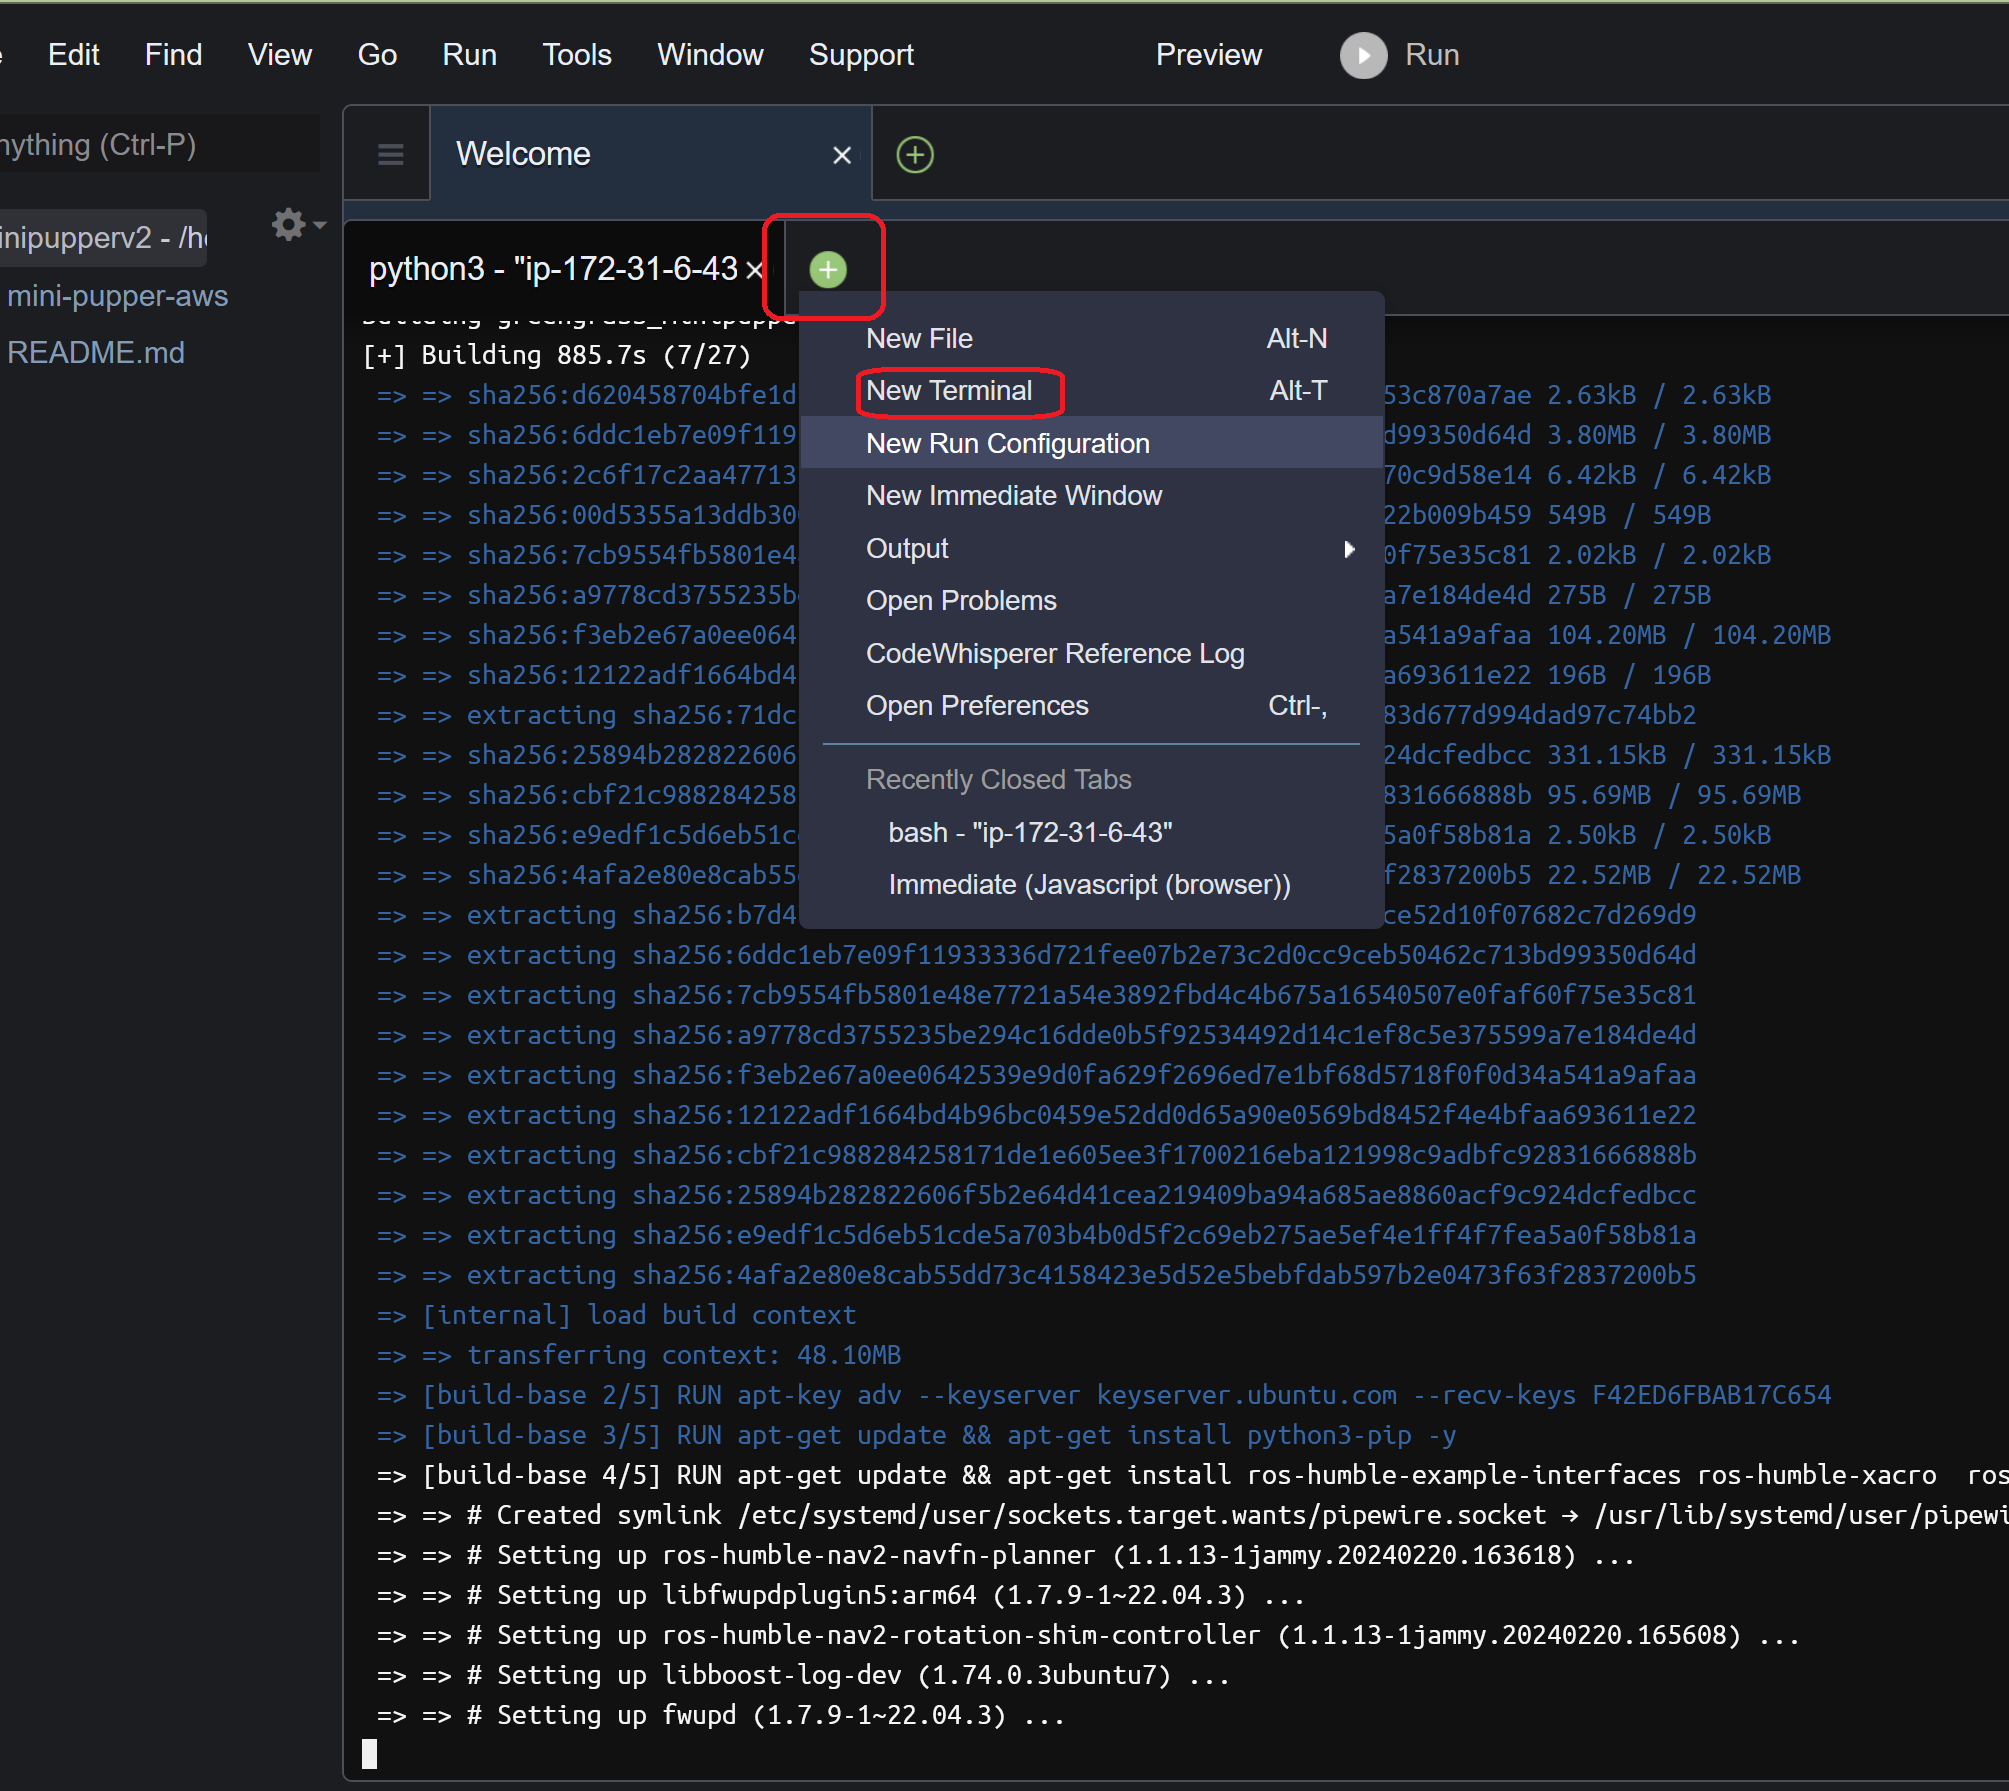 Edit Find View Go Run Tools Window Support Preview Run
nything (Ctrl-P)
Welcome
inipupperv2 - /h
mini-pupper-aws
README.md
python3 - "ip-172-31-6-43
[+] Building 885.7s (7/27)
=> => sha256:d620458704bfe1d 53c870a7ae 2.63kB / 2.63kB
=> => sha256:6ddc1eb7e09f119 d99350d64d 3.80MB / 3.80MB
=> => sha256:2c6f17c2aa47713 70c9d58e14 6.42kB / 6.42kB
=> => sha256:00d5355a13ddb30 22b009b459 549B / 549B
=> => sha256:7cb9554fb5801e4 0f75e35c81 2.02kB / 2.02kB
=> => sha256:a9778cd3755235b a7e184de4d 275B / 275B
=> => sha256:f3eb2e67a0ee064 a541a9afaa 104.20MB / 104.20MB
=> => sha256:12122adf1664bd4 a693611e22 196B / 196B
=> => extracting sha256:71dc 83d677d994dad97c74bb2
=> => sha256:25894b282822606 24dcfedbcc 331.15kB / 331.15kB
=> => sha256:cbf21c988284258 831666888b 95.69MB / 95.69MB
=> => sha256:e9edf1c5d6eb51c 5a0f58b81a 2.50kB / 2.50kB
=> => sha256:4afa2e80e8cab55 f2837200b5 22.52MB / 22.52MB
=> => extracting sha256:b7d4 ce52d10f07682c7d269d9
New File Alt-N
New Terminal Alt-T
New Run Configuration
New Immediate Window
Output
Open Problems
CodeWhisperer Reference Log
Open Preferences Ctrl-,
Recently Closed Tabs
bash - "ip-172-31-6-43"
Immediate (Javascript (browser))
=> => extracting sha256:6ddc1eb7e09f11933336d721fee07b2e73c2d0cc9ceb50462c713bd99350d64d
=> => extracting sha256:7cb9554fb5801e48e7721a54e3892fbd4c4b675a16540507e0faf60f75e35c81
=> => extracting sha256:a9778cd3755235be294c16dde0b5f92534492d14c1ef8c5e375599a7e184de4d
=> => extracting sha256:f3eb2e67a0ee0642539e9d0fa629f2696ed7e1bf68d5718f0f0d34a541a9afaa
=> => extracting sha256:12122adf1664bd4b96bc0459e52dd0d65a90e0569bd8452f4e4bfaa693611e22
=> => extracting sha256:cbf21c988284258171de1e605ee3f1700216eba121998c9adbfc92831666888b
=> => extracting sha256:25894b282822606f5b2e64d41cea219409ba94a685ae8860acf9c924dcfedbcc
=> => extracting sha256:e9edf1c5d6eb51cde5a703b4b0d5f2c69eb275ae5ef4e1ff4f7fea5a0f58b81a
=> => extracting sha256:4afa2e80e8cab55dd73c4158423e5d52e5bebfdab597b2e0473f63f2837200b5
=> [internal] load build context
=> => transferring context: 48.10MB
=> [build-base 2/5] RUN apt-key adv --keyserver keyserver.ubuntu.com --recv-keys F42ED6FBAB17C654
=> [build-base 3/5] RUN apt-get update && apt-get install python3-pip -y
=> [build-base 4/5] RUN apt-get update && apt-get install ros-humble-example-interfaces ros-humble-xacro ros
=> => # Created symlink /etc/systemd/user/sockets.target.wants/pipewire.socket → /usr/lib/systemd/user/pipewi
=> => # Setting up ros-humble-nav2-navfn-planner (1.1.13-1jammy.20240220.163618) ...
=> => # Setting up libfwupdplugin5:arm64 (1.7.9-1~22.04.3) ...
=> => # Setting up ros-humble-nav2-rotation-shim-controller (1.1.13-1jammy.20240220.165608) ...
=> => # Setting up libboost-log-dev (1.74.0.3ubuntu7) ...
=> => # Setting up fwupd (1.7.9-1~22.04.3) ...